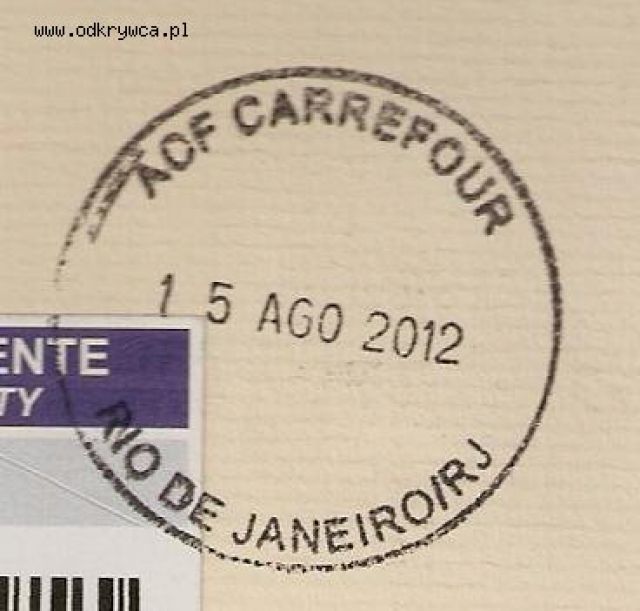 www.odkrywca.pl
ACF CARREFOUR
15 AGO 2012
ENTE
TY
RIO DE JANEIRO/RJ